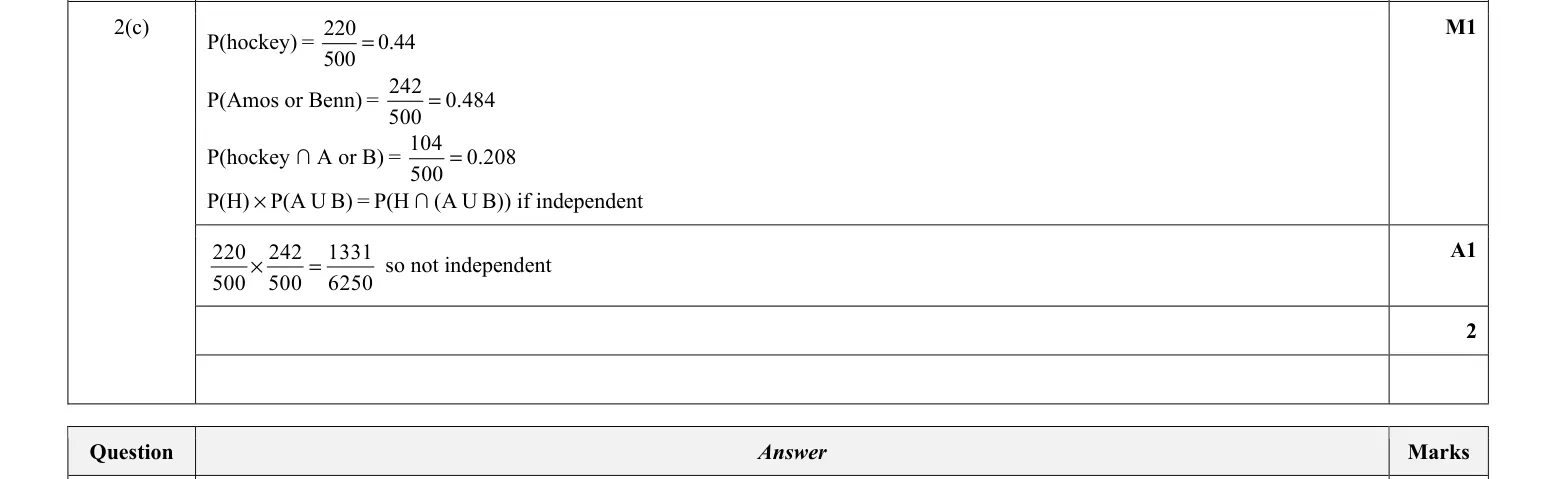 2(c)
P(hockey) = 220/500 = 0.44
M1
P(Amos or Benn) = 242/500 = 0.484
P(hockey ∩ A or B) = 104/500 = 0.208
P(H) × P(A U B) = P(H ∩ (A U B)) if independent
220/500 × 242/500 = 1331/6250 so not independent
A1
2
Question Answer Marks